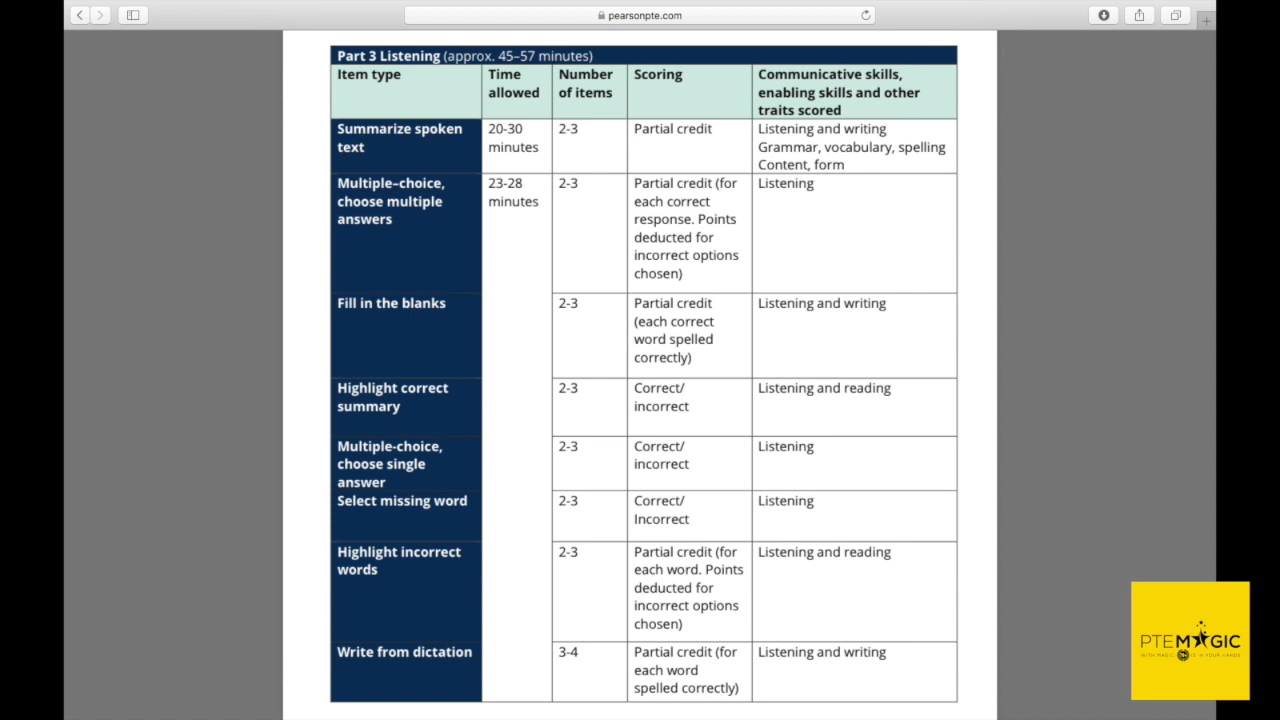 pearsonpte.com
Part 3 Listening (approx. 45–57 minutes)
Item type
Time
allowed
Number
of items
Scoring
Communicative skills,
enabling skills and other
traits scored
Summarize spoken
text
20-30
minutes
2-3
Partial credit
Listening and writing
Grammar, vocabulary, spelling
Content, form
Multiple–choice,
choose multiple
answers
23-28
minutes
2-3
Partial credit (for
each correct
response. Points
deducted for
incorrect options
chosen)
Listening
Fill in the blanks
2-3
Partial credit
(each correct
word spelled
correctly)
Listening and writing
Highlight correct
summary
2-3
Correct/
incorrect
Listening and reading
Multiple-choice,
choose single
answer
2-3
Correct/
incorrect
Listening
Select missing word
2-3
Correct/
Incorrect
Listening
Highlight incorrect
words
2-3
Partial credit (for
each word. Points
deducted for
incorrect options
chosen)
Listening and reading
Write from dictation
3-4
Partial credit (for
each word
spelled correctly)
Listening and writing
PTE MAGIC
WITH MAGIC IS IN YOUR HANDS